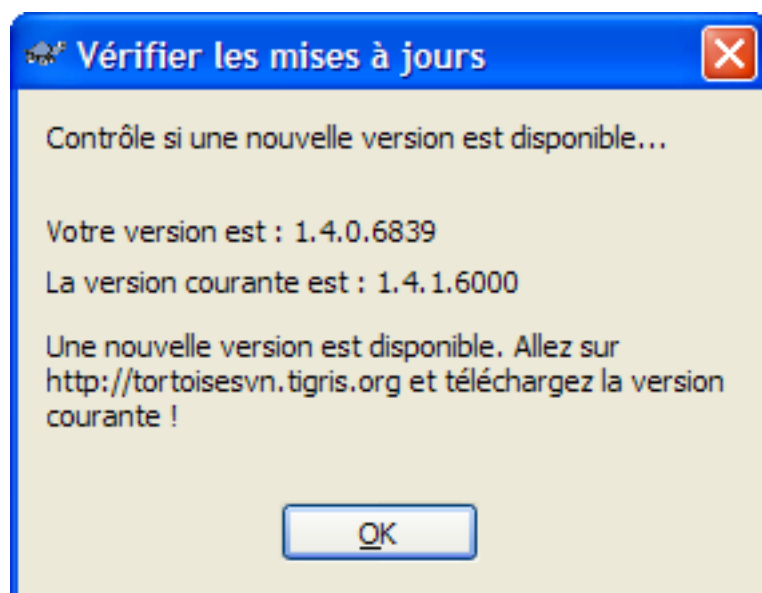 Vérifier les mises à jours
Contrôle si une nouvelle version est disponible...
Votre version est : 1.4.0.6839
La version courante est : 1.4.1.6000
Une nouvelle version est disponible. Allez sur
http://tortoisesvn.tigris.org et téléchargez la version
courante !
OK